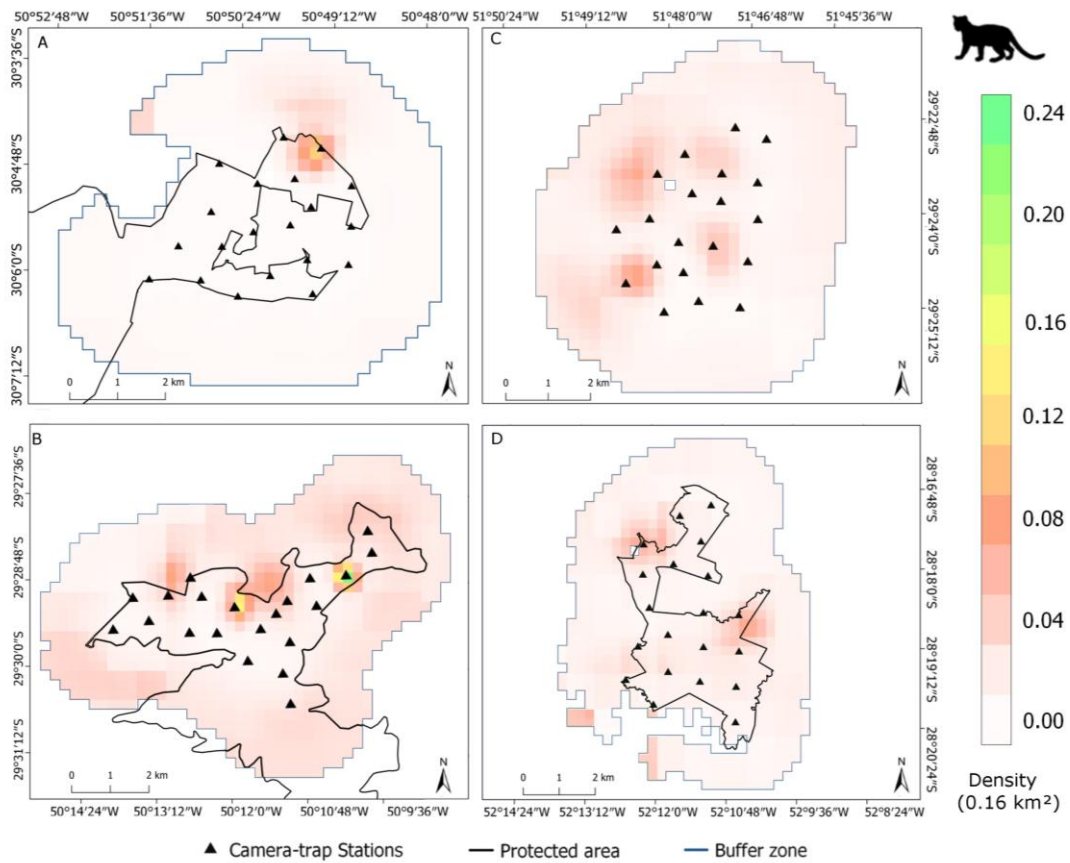 50°52'48"W 50°51'36"W 50°50'24"W 50°49'12"W 50°48'0"W
51°50'24"W 51°49'12"W 51°48'0"W 51°46'48"W 51°45'36"W
A
30°3'36"S
30°4'48"S
30°6'0"S
30°7'12"S
0 1 2 km
N
C
29°22'48"S
29°24'0"S
29°25'12"S
0 1 2 km
N
B
29°27'36"S
29°28'48"S
29°30'0"S
29°31'12"S
0 1 2 km
N
50°14'24"W 50°13'12"W 50°12'0"W 50°10'48"W 50°9'36"W
D
28°16'48"S
28°18'0"S
28°19'12"S
28°20'24"S
0 1 2 km
N
52°14'24"W 52°13'12"W 52°12'0"W 52°10'48"W 52°9'36"W 52°8'24"W
0.24
0.20
0.16
0.12
0.08
0.04
0.00
Density
(0.16 km²)
Camera-trap Stations Protected area Buffer zone